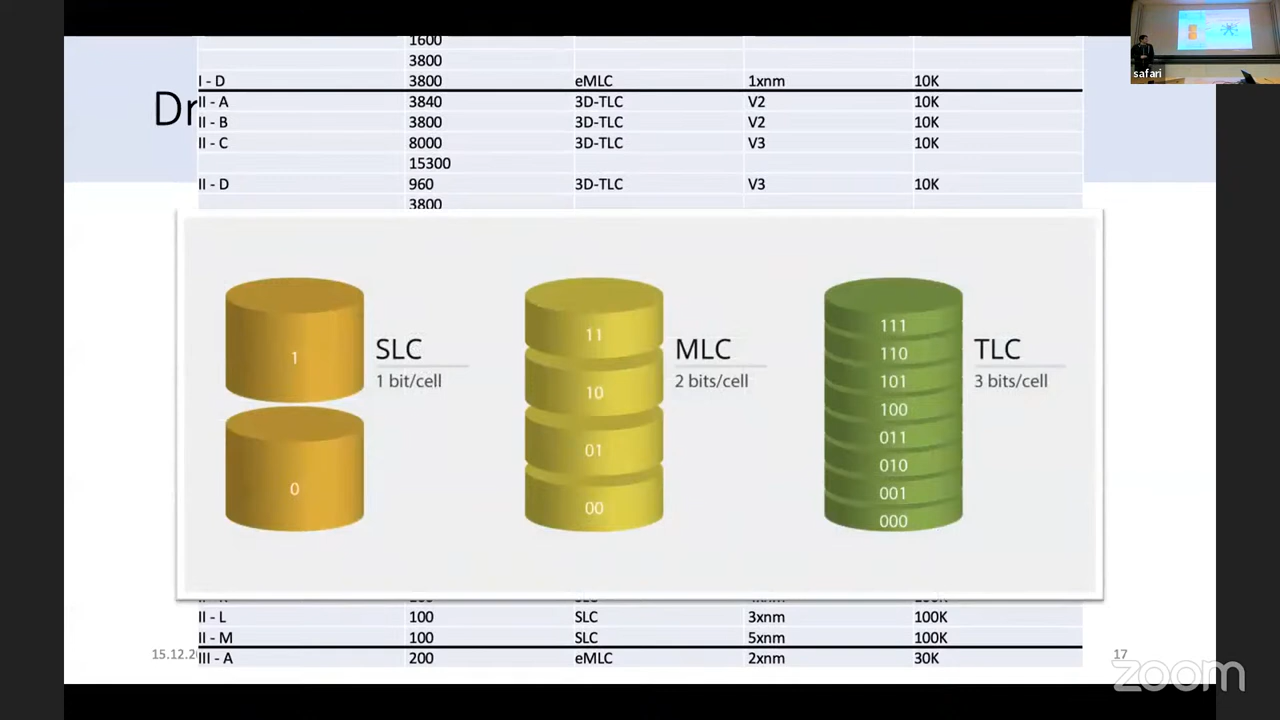 1600
3800
I - D 3800 eMLC 1xnm 10K
II - A 3840 3D-TLC V2 10K
II - B 3800 3D-TLC V2 10K
II - C 8000 3D-TLC V3 10K
15300
II - D 960 3D-TLC V3 10K
3800
Dr
safari
1 SLC
1 bit/cell
0
11 MLC
2 bits/cell
10
01
00
111 TLC
110 3 bits/cell
101
100
011
010
001
000
II - L 100 SLC 3xnm 100K
II - M 100 SLC 5xnm 100K
15.12.2 III - A 200 eMLC 2xnm 30K
17
zoom